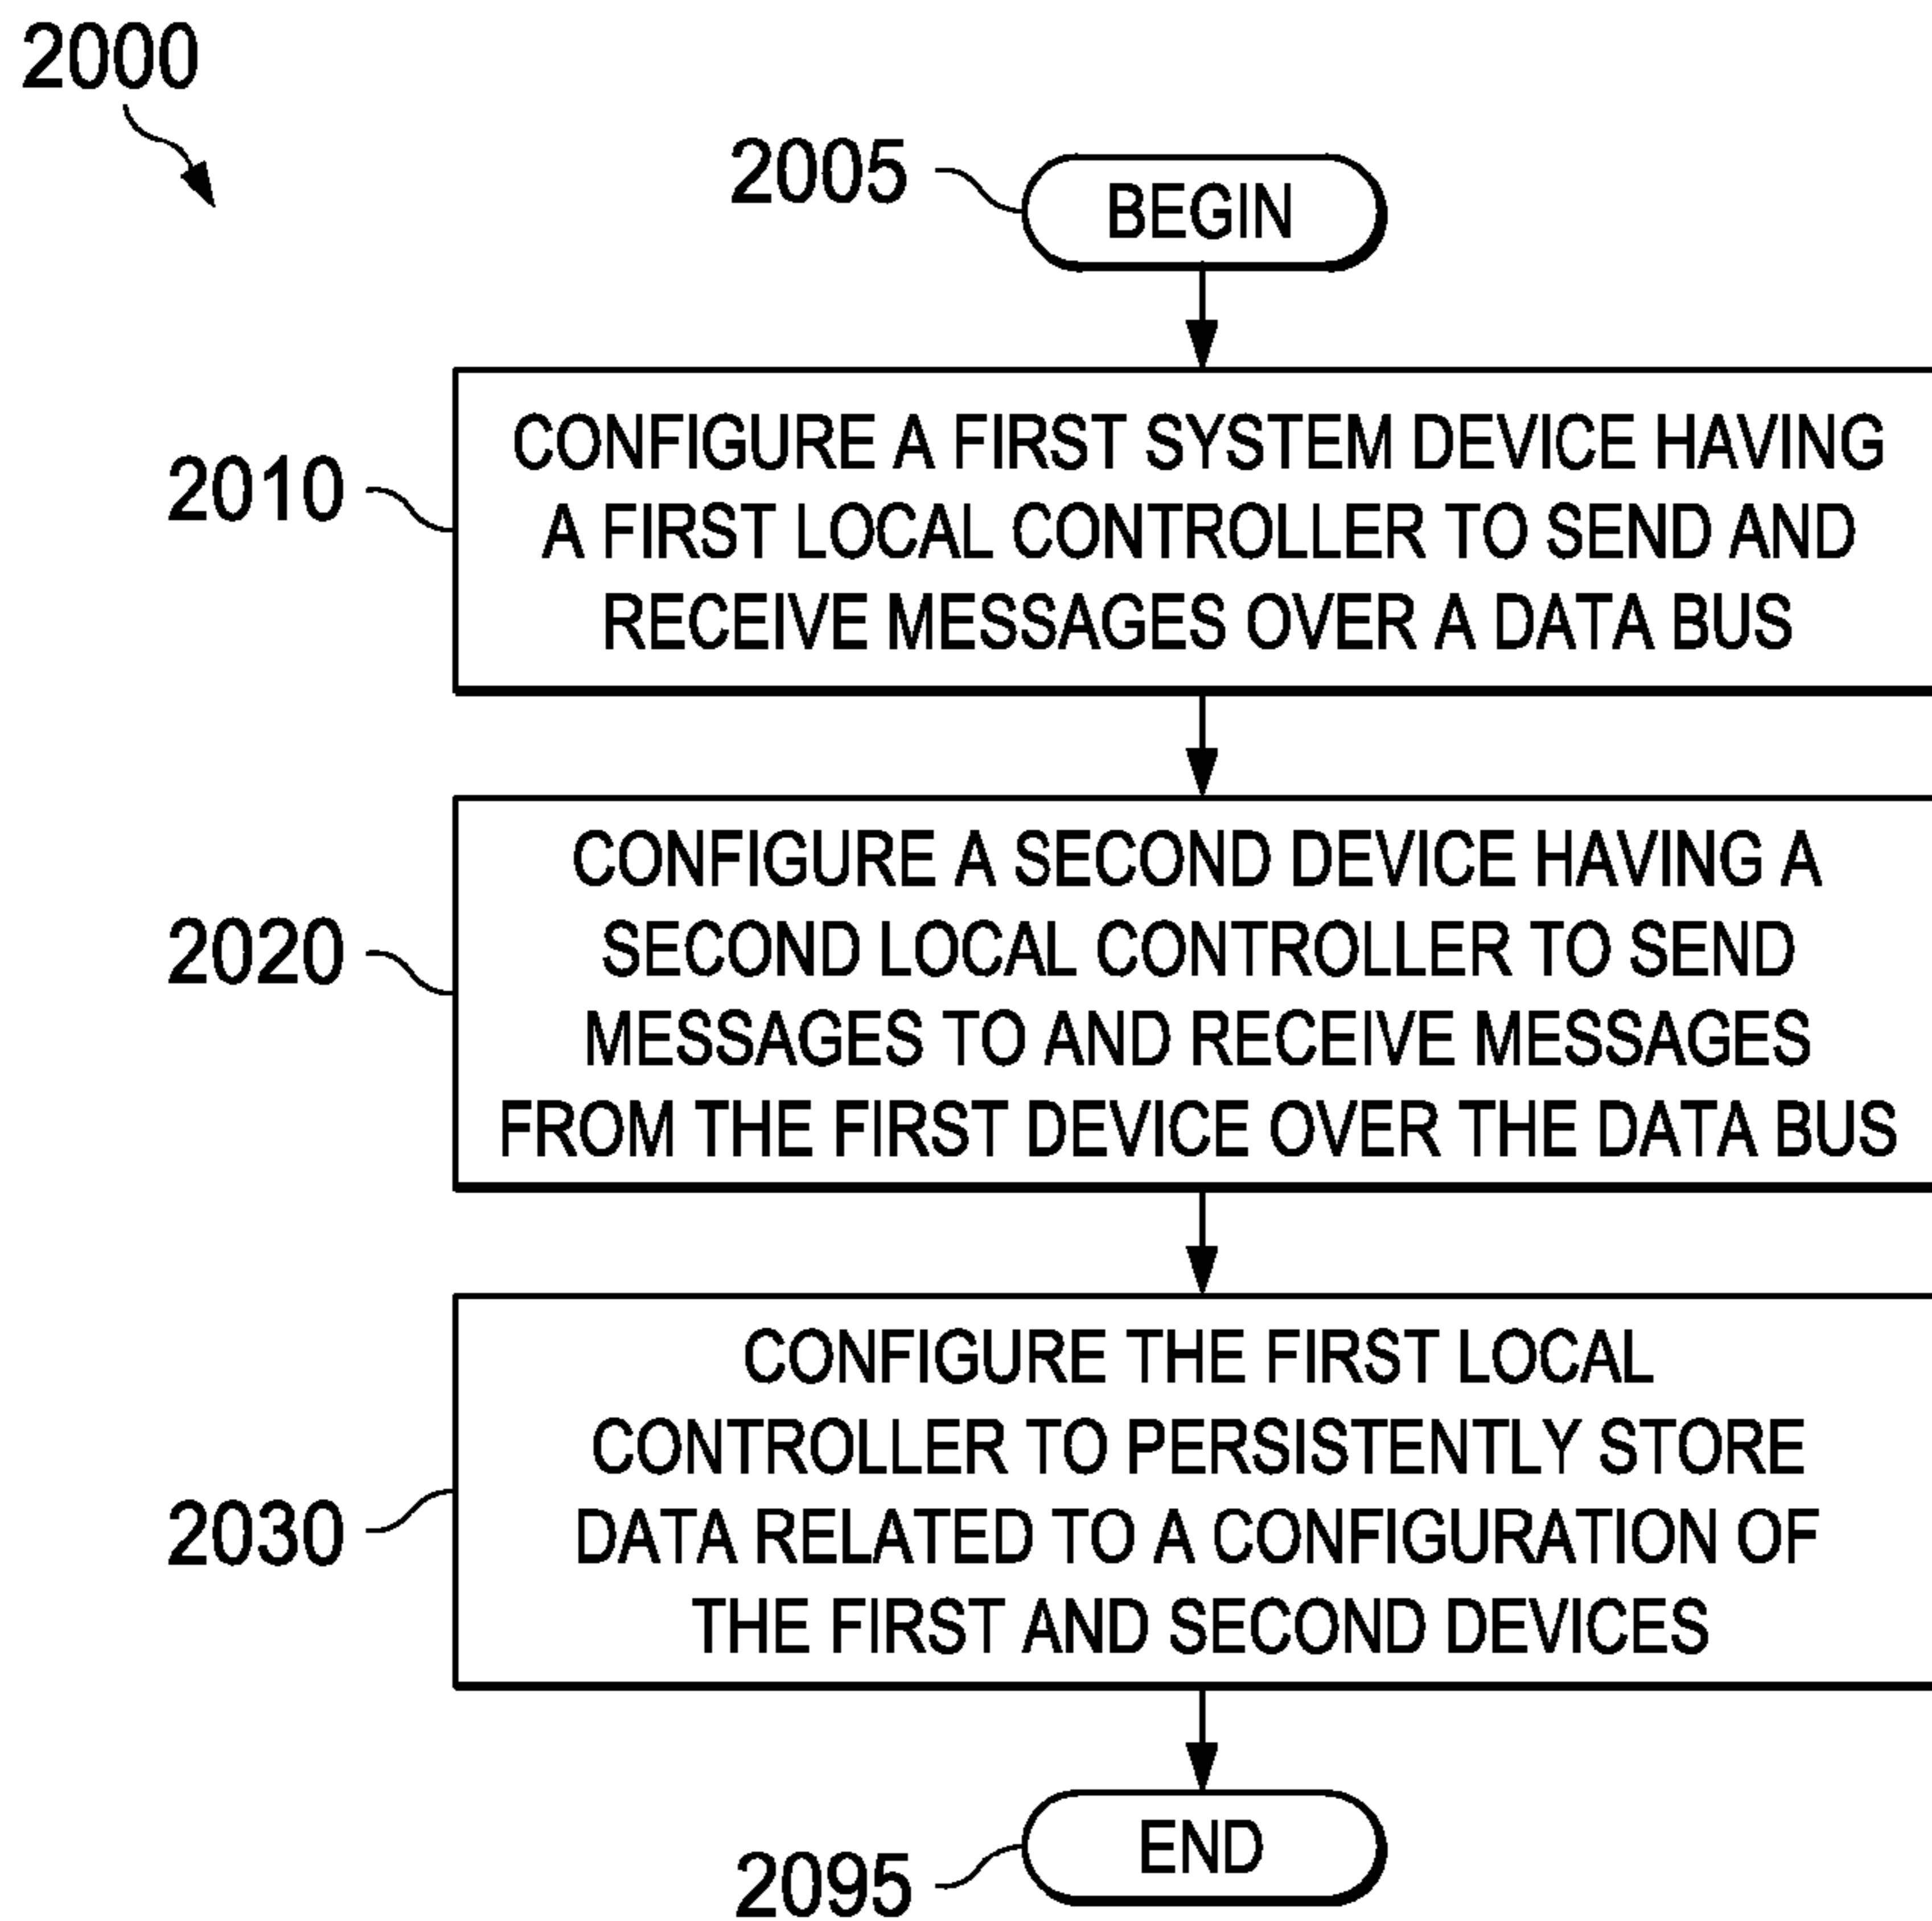 2000
2005
BEGIN
2010
CONFIGURE A FIRST SYSTEM DEVICE HAVING
A FIRST LOCAL CONTROLLER TO SEND AND
RECEIVE MESSAGES OVER A DATA BUS
2020
CONFIGURE A SECOND DEVICE HAVING A
SECOND LOCAL CONTROLLER TO SEND
MESSAGES TO AND RECEIVE MESSAGES
FROM THE FIRST DEVICE OVER THE DATA BUS
2030
CONFIGURE THE FIRST LOCAL
CONTROLLER TO PERSISTENTLY STORE
DATA RELATED TO A CONFIGURATION OF
THE FIRST AND SECOND DEVICES
2095
END